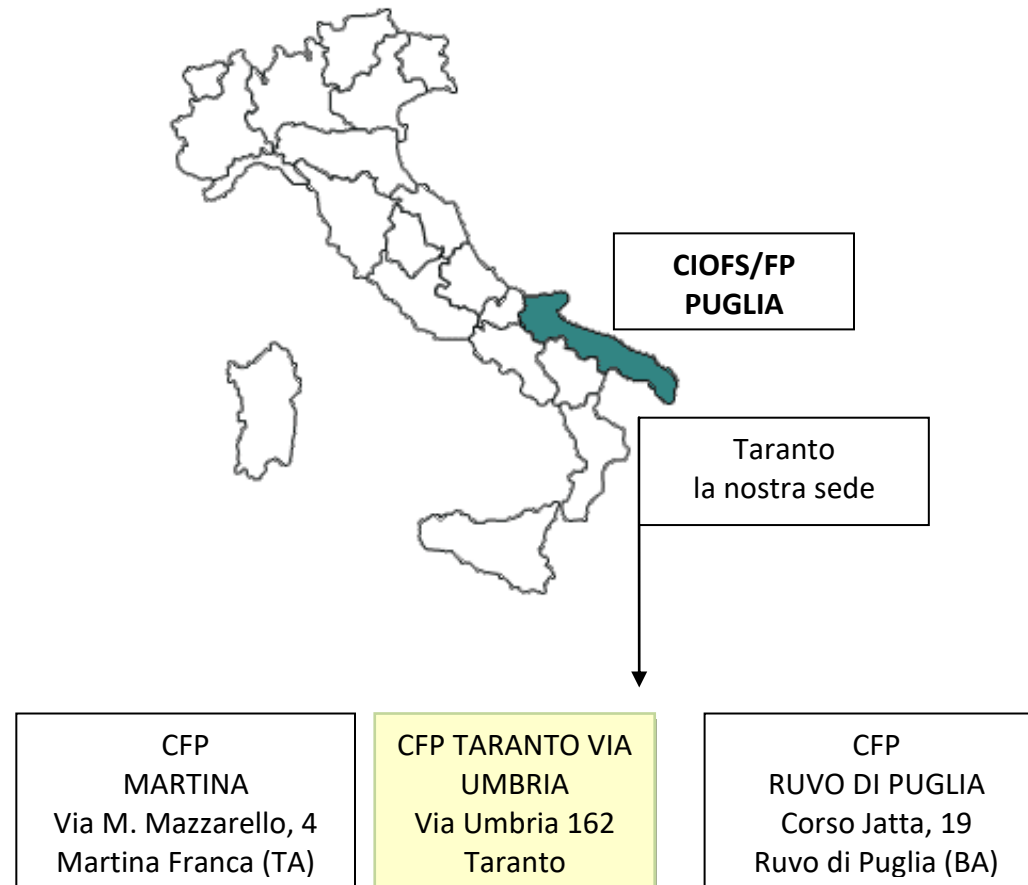 CIOFS/FP
PUGLIA
Taranto
la nostra sede
CFP
MARTINA
Via M. Mazzarello, 4
Martina Franca (TA)
CFP TARANTO VIA
UMBRIA
Via Umbria 162
Taranto
CFP
RUVO DI PUGLIA
Corso Jatta, 19
Ruvo di Puglia (BA)